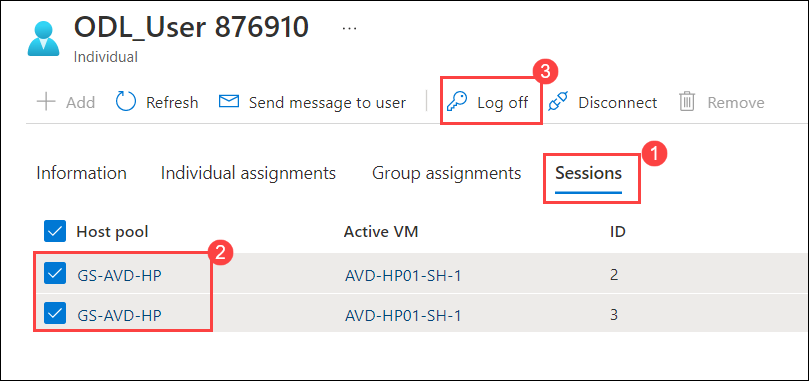 ODL_User 876910 ...
Individual
Add Refresh Send message to user Log off Disconnect Remove
3
Information Individual assignments Group assignments Sessions
1
Host pool Active VM ID
2
GS-AVD-HP AVD-HP01-SH-1 2
GS-AVD-HP AVD-HP01-SH-1 3